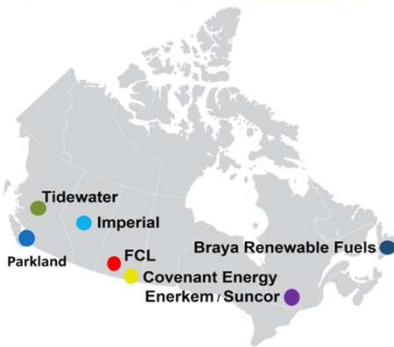 Tidewater
Imperial
Parkland
FCL
Braya Renewable Fuels
Covenant Energy
Enerkem / Suncor